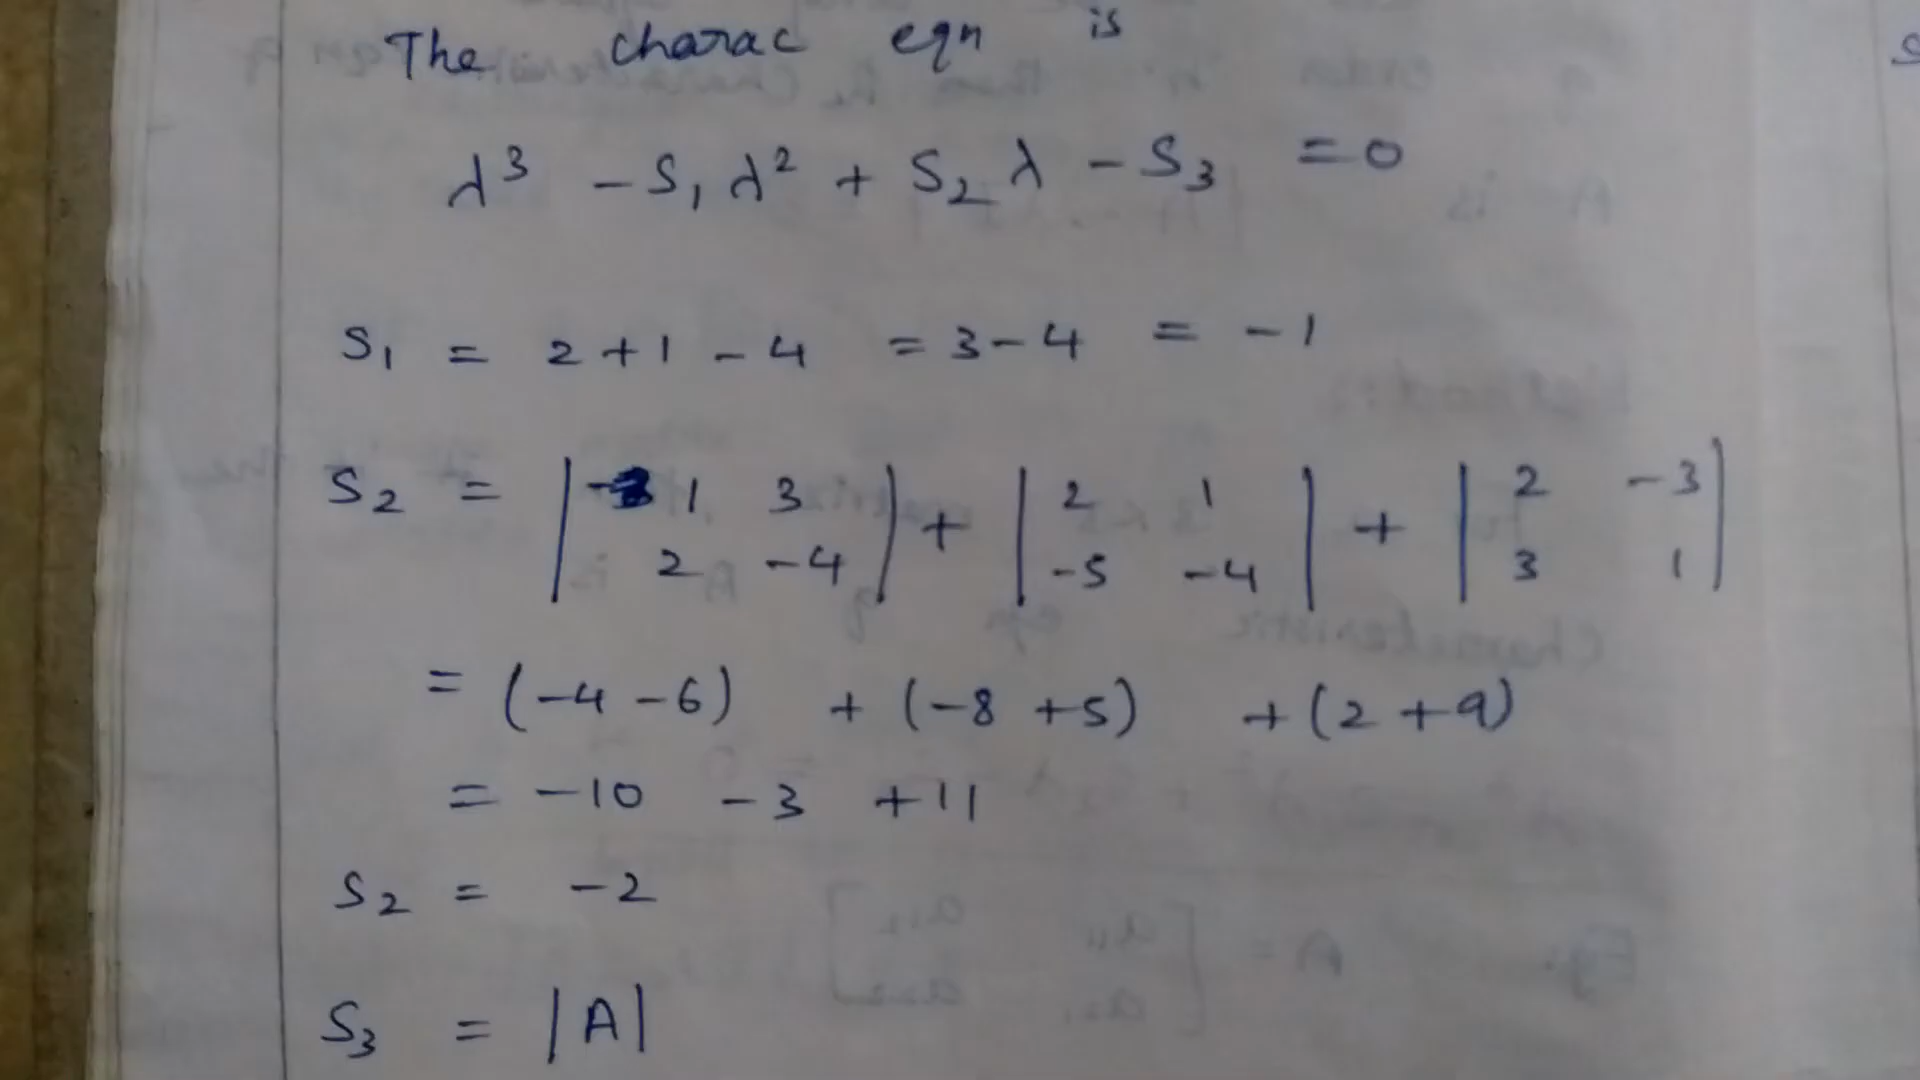 The charac eqn is
λ³ - S₁λ² + S₂λ - S₃ = 0
S₁ = 2+1-4 = 3-4 = -1
S₂ = | 1 3 | + | 2 1 | + | 2 -3 |
| 2 -4 | | -5 -4 | | 3 1 |
= (-4-6) + (-8+5) + (2+9)
= -10 -3 +11
S₂ = -2
S₃ = |A|